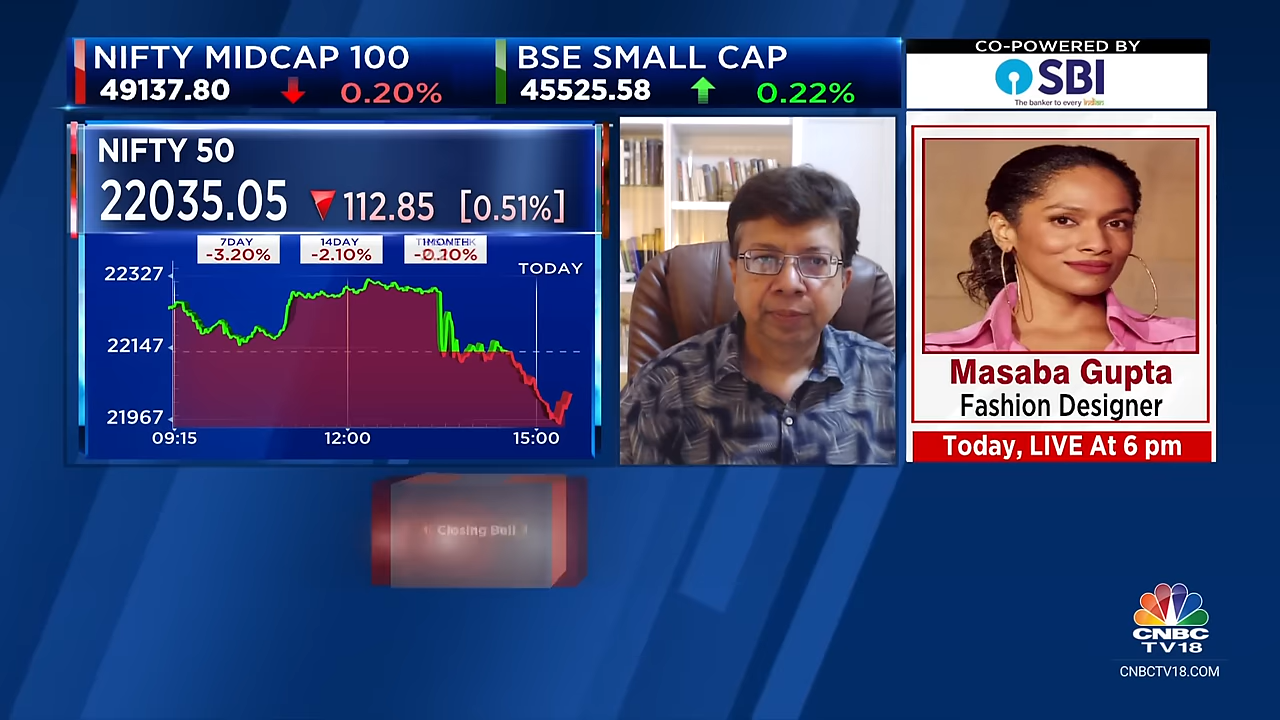 NIFTY MIDCAP 100
49137.80 0.20%
BSE SMALL CAP
45525.58 0.22%
CO-POWERED BY
SBI
The banker to every indian
NIFTY 50
22035.05 112.85 [0.51%]
7DAY
-3.20%
14DAY
-2.10%
TODAY
22327
22147
21967
09:15 12:00 15:00
Masaba Gupta
Fashion Designer
Today, LIVE At 6 pm
Closing Bell
CNBC
TV18
CNBCTV18.COM